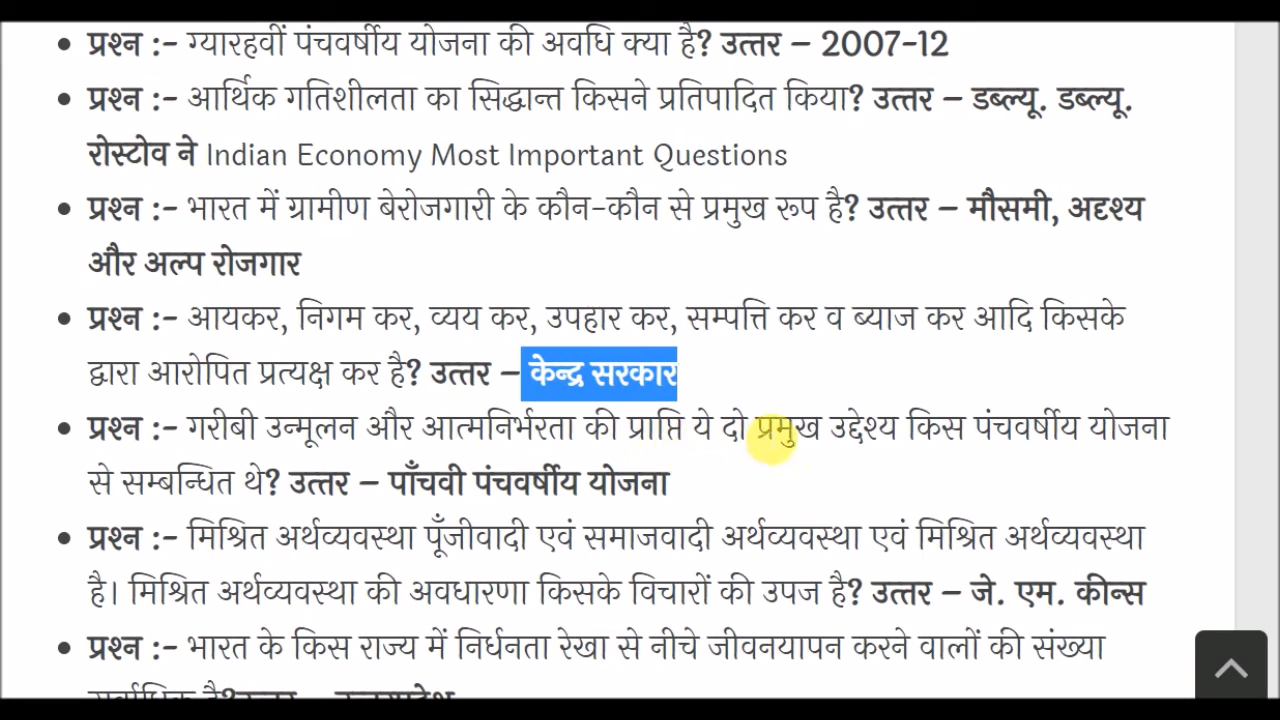 प्रश्न :- ग्यारहवीं पंचवर्षीय योजना की अवधि क्या है? उत्तर – 2007-12
प्रश्न :- आर्थिक गतिशीलता का सिद्धान्त किसने प्रतिपादित किया? उत्तर – डब्ल्यू. डब्ल्यू.
रोस्टोव ने Indian Economy Most Important Questions
प्रश्न :- भारत में ग्रामीण बेरोजगारी के कौन-कौन से प्रमुख रूप है? उत्तर – मौसमी, अदृश्य
और अल्प रोजगार
प्रश्न :- आयकर, निगम कर, व्यय कर, उपहार कर, सम्पत्ति कर व ब्याज कर आदि किसके
द्वारा आरोपित प्रत्यक्ष कर है? उत्तर – केन्द्र सरकार
प्रश्न :- गरीबी उन्मूलन और आत्मनिर्भरता की प्राप्ति ये दो प्रमुख उद्देश्य किस पंचवर्षीय योजना
से सम्बन्धित थे? उत्तर – पाँचवी पंचवर्षीय योजना
प्रश्न :- मिश्रित अर्थव्यवस्था पूँजीवादी एवं समाजवादी अर्थव्यवस्था एवं मिश्रित अर्थव्यवस्था
है। मिश्रित अर्थव्यवस्था की अवधारणा किसके विचारों की उपज है? उत्तर – जे. एम. कीन्स
प्रश्न :- भारत के किस राज्य में निर्धनता रेखा से नीचे जीवनयापन करने वालों की संख्या